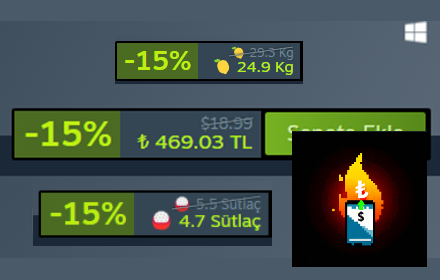 -15%
29.3 Kg
24.9 Kg
-15%
$18.99
₺ 469.03 TL
Sepete Ekle
-15%
5.5 Sütlaç
4.7 Sütlaç
₺
$